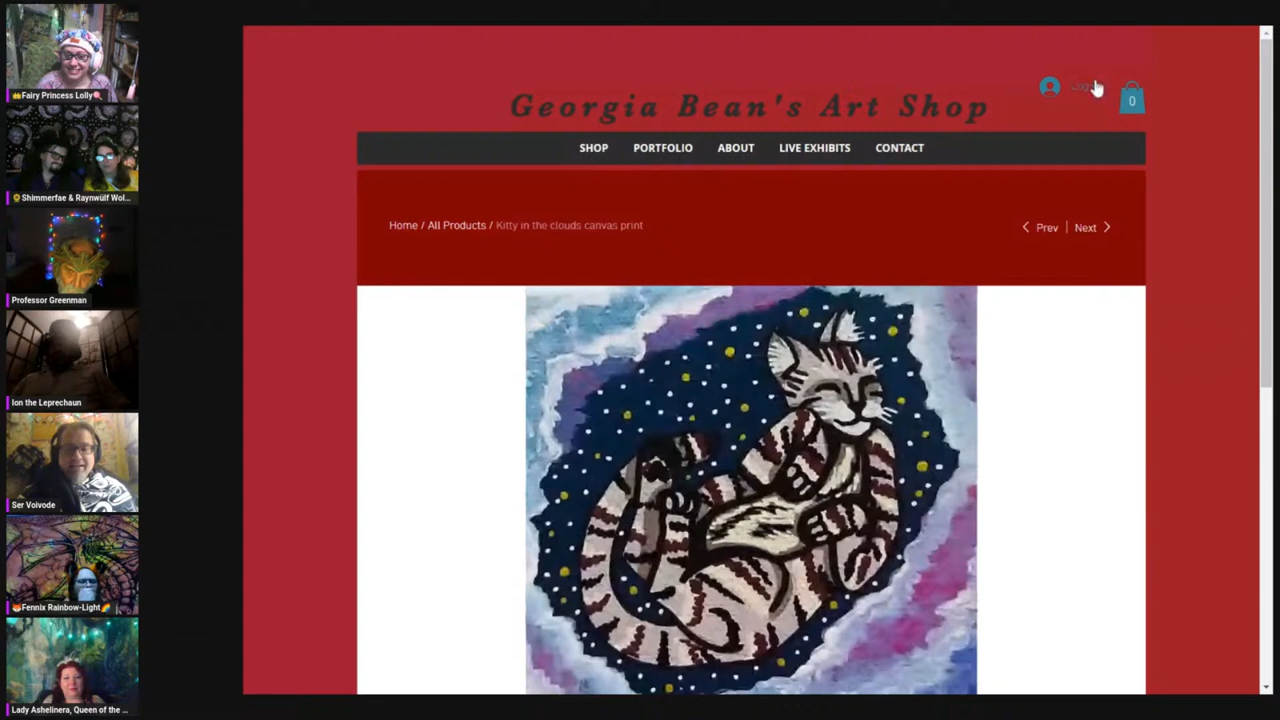 👑Fairy Princess Lolly🍭
🌻Shimmerfae & Raynwülf Wol...
Professor Greenman
Ion the Leprechaun
Ser Voivode
🦊Fennix Rainbow-Light🌈
Lady Ashelinera, Queen of the ...
0
Georgia Bean's Art Shop
SHOP PORTFOLIO ABOUT LIVE EXHIBITS CONTACT
Home / All Products / Kitty in the clouds canvas print
< Prev | Next >